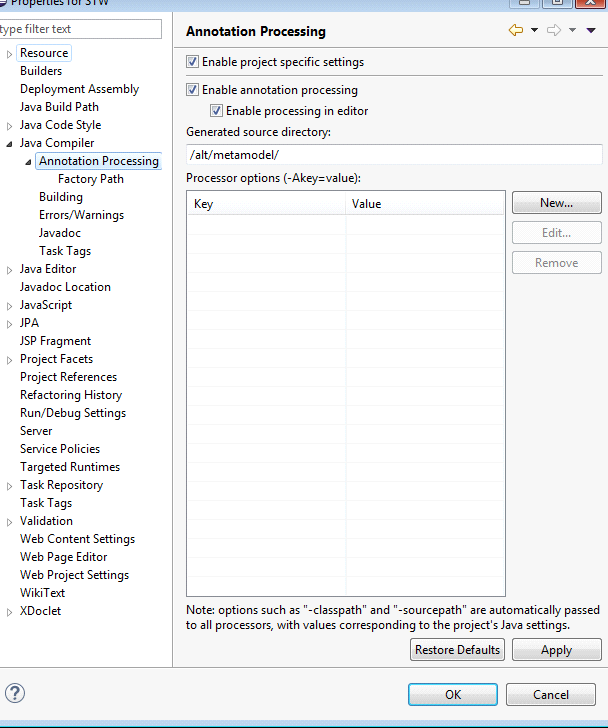 Properties for STW
type filter text
Resource
Builders
Deployment Assembly
Java Build Path
Java Code Style
Java Compiler
Annotation Processing
Factory Path
Building
Errors/Warnings
Javadoc
Task Tags
Java Editor
Javadoc Location
JavaScript
JPA
JSP Fragment
Project Facets
Project References
Refactoring History
Run/Debug Settings
Server
Service Policies
Targeted Runtimes
Task Repository
Task Tags
Validation
Web Content Settings
Web Page Editor
Web Project Settings
WikiText
XDoclet
Annotation Processing
Enable project specific settings
Enable annotation processing
Enable processing in editor
Generated source directory:
/alt/metamodel/
Processor options (-Akey=value):
Key Value
New...
Edit...
Remove
Note: options such as "-classpath" and "-sourcepath" are automatically passed
to all processors, with values corresponding to the project's Java settings.
Restore Defaults Apply
OK Cancel